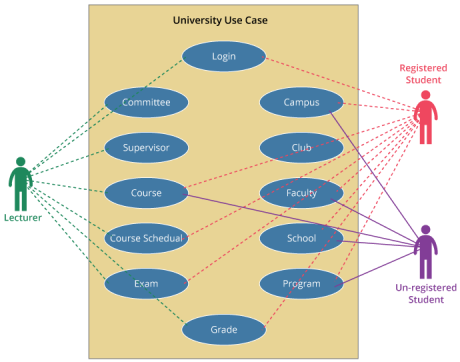 University Use Case
Login
Registered
Student
Committee
Campus
Supervisor
Club
Course
Faculty
Lecturer
Course Schedual
School
Exam
Program
Un-registered
Student
Grade